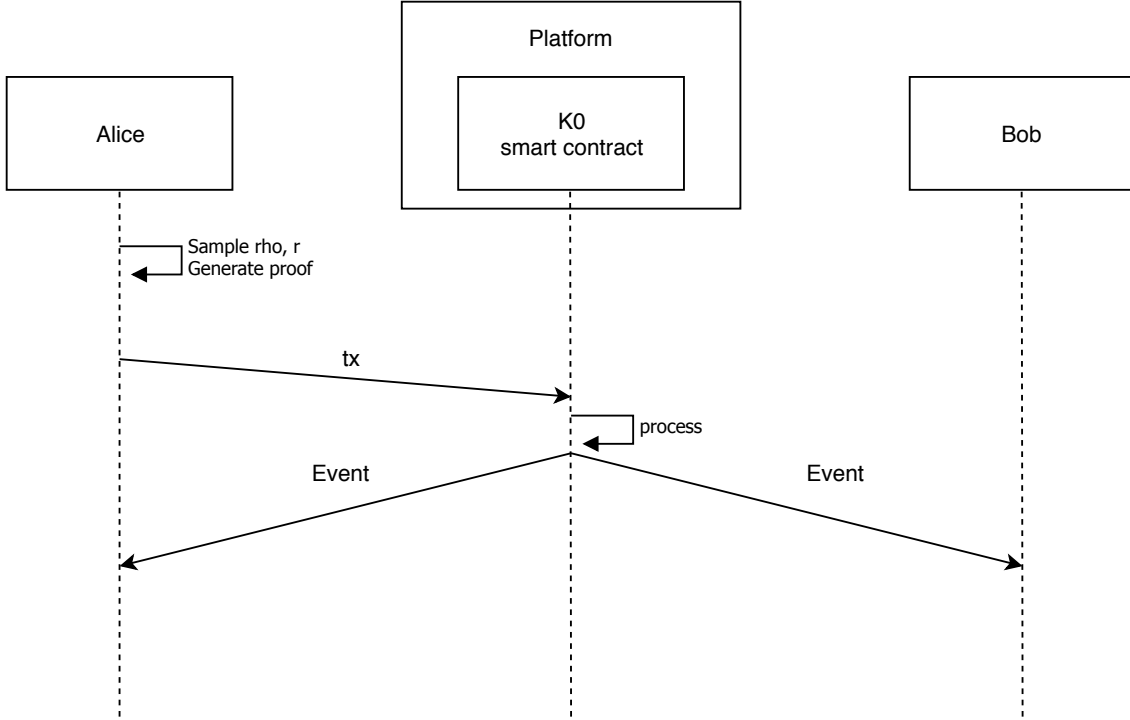 Platform
Alice
K0
smart contract
Bob
Sample rho, r
Generate proof
tx
process
Event
Event